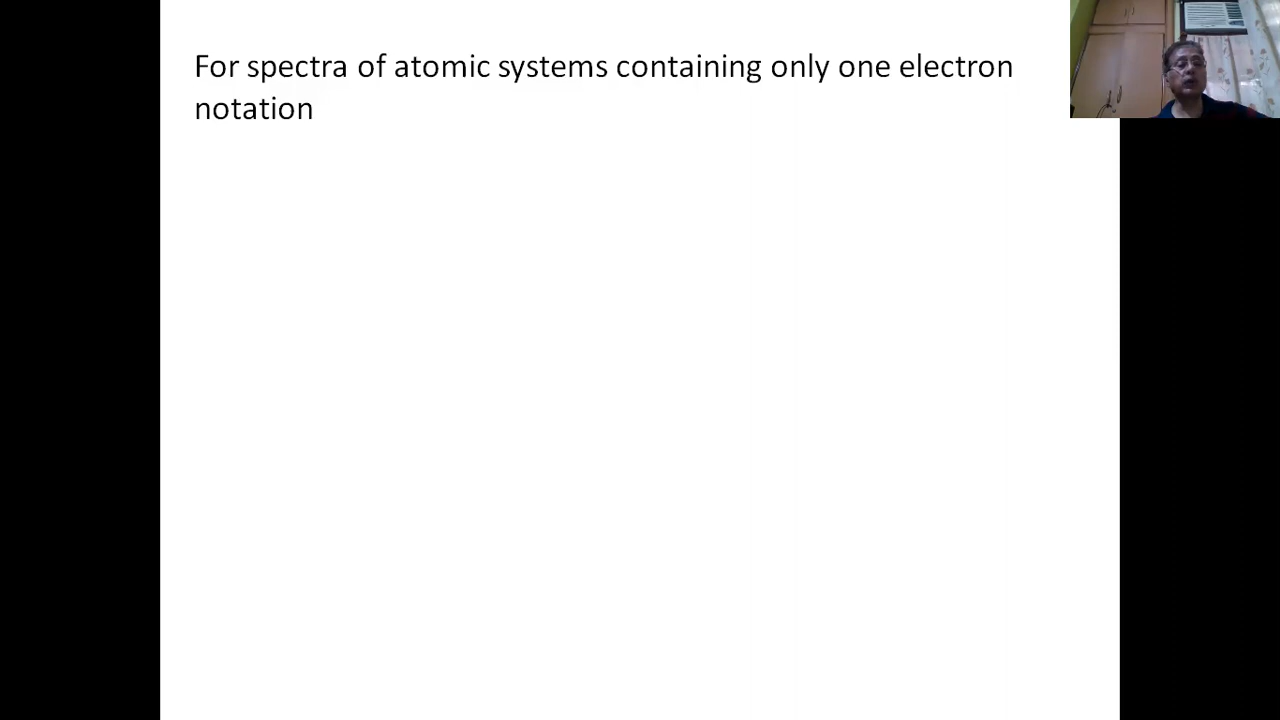 For spectra of atomic systems containing only one electron
notation